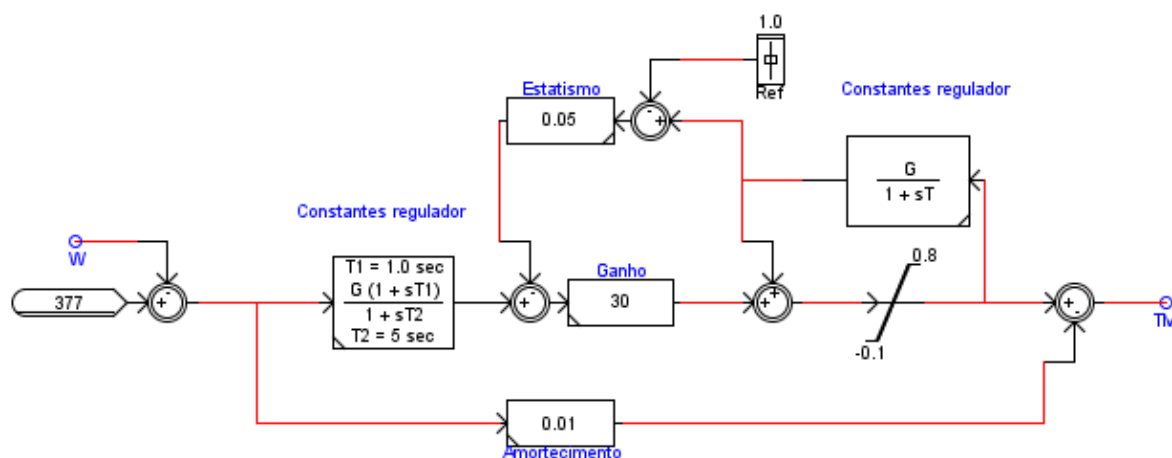 1.0
Ref
Estatismo
0.05
- +
Constantes regulador
G
1 + sT
Constantes regulador
W
377
+ -
T1 = 1.0 sec
G (1 + sT1)
1 + sT2
T2 = 5 sec
+ -
Ganho
30
+ +
0.8
-0.1
+ -
TM
0.01
Amortecimento